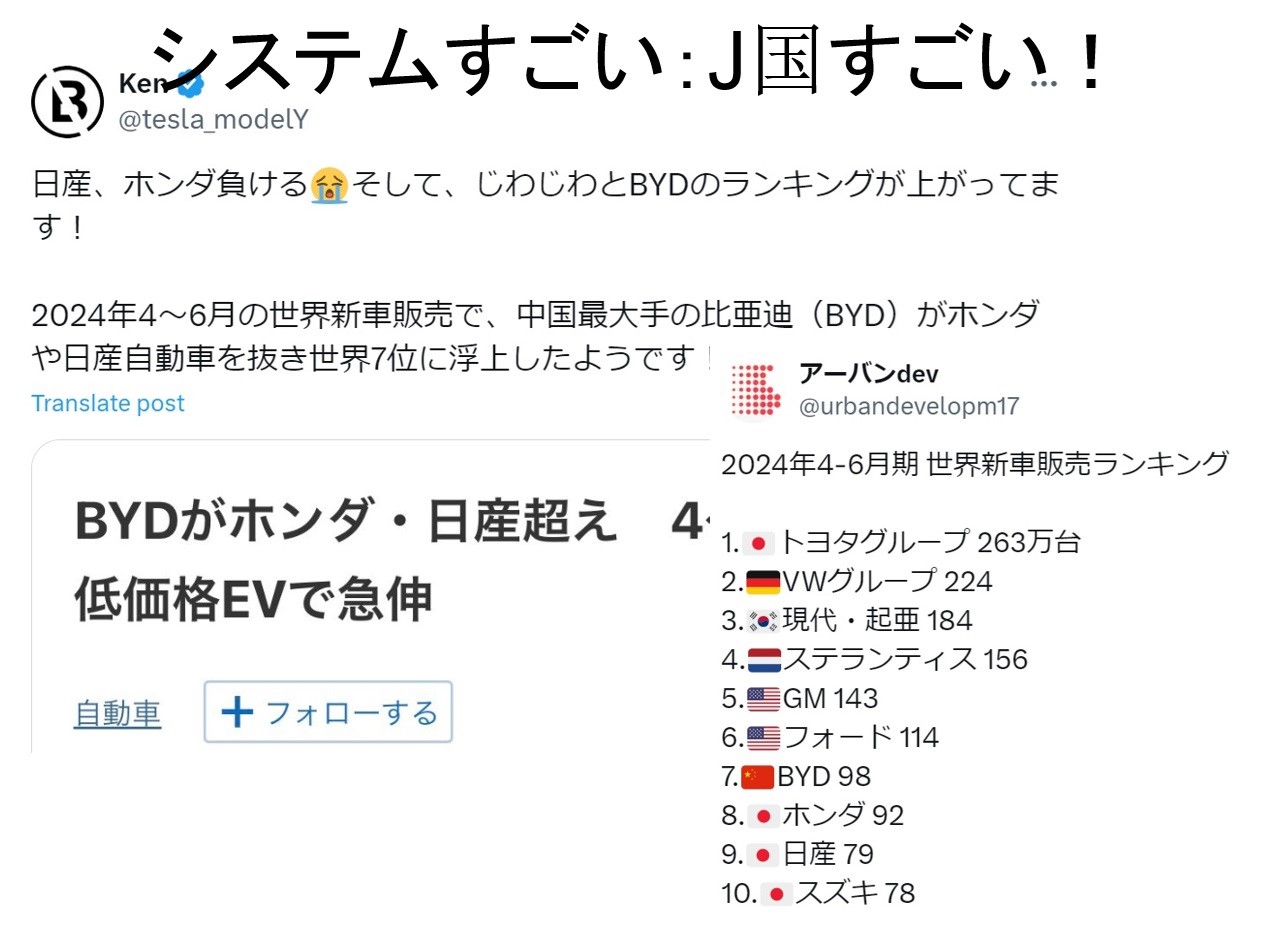 システムすごい：J国すごい！
Ken
@tesla_modelY
日産、ホンダ負ける😭そして、じわじわとBYDのランキングが上がってま
す！
2024年4〜6月の世界新車販売で、中国最大手の比亜迪（BYD）がホンダ
や日産自動車を抜き世界7位に浮上したようです！
Translate post
BYDがホンダ・日産超え　4
低価格EVで急伸
自動車
＋フォローする
アーバンdev
@urbandevelopm17
2024年4-6月期 世界新車販売ランキング
1.🇯🇵トヨタグループ 263万台
2.🇩🇪VWグループ 224
3.🇰🇷現代・起亜 184
4.🇳🇱ステランティス 156
5.🇺🇸GM 143
6.🇺🇸フォード 114
7.🇨🇳BYD 98
8.🇯🇵ホンダ 92
9.🇯🇵日産 79
10.🇯🇵スズキ 78